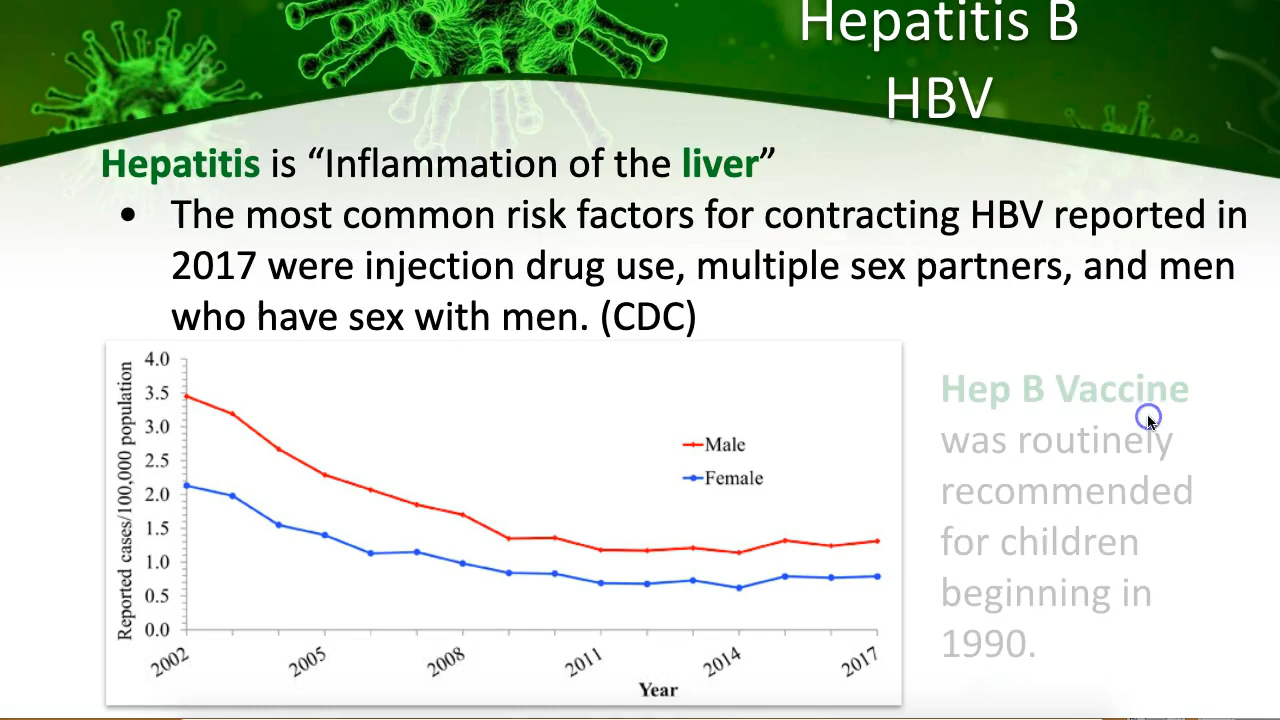 Hepatitis B
HBV
Hepatitis is “Inflammation of the liver”
• The most common risk factors for contracting HBV reported in
2017 were injection drug use, multiple sex partners, and men
who have sex with men. (CDC)
Reported cases/100,000 population
4.0
3.5
3.0
2.5
2.0
1.5
1.0
0.5
0.0
Male
Female
2002
2005
2008
2011
2014
2017
Year
Hep B Vaccine
was routinely
recommended
for children
beginning in
1990.